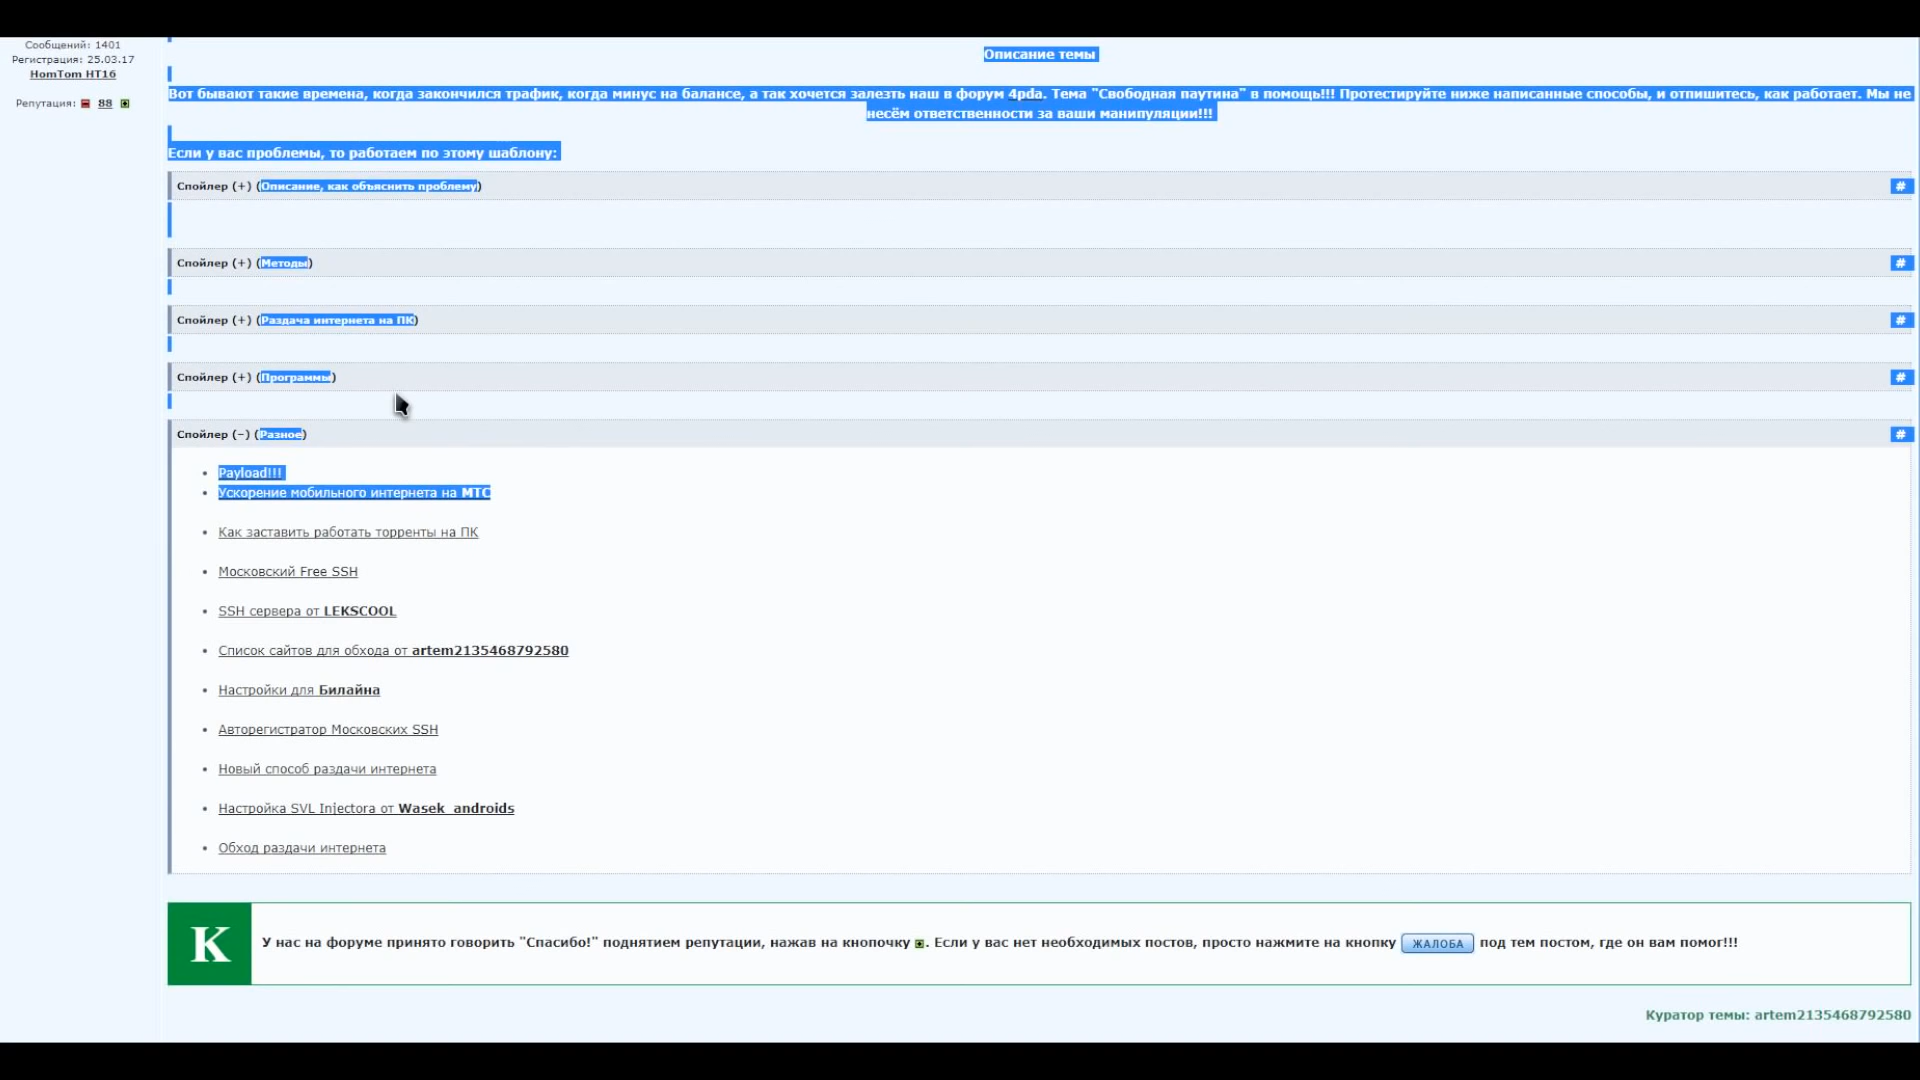 Сообщений: 1401
Регистрация: 25.03.17
HomTom HT16
Репутация: 88
Описание темы
Вот бывают такие времена, когда закончился трафик, когда минус на балансе, а так хочется залезть наш в форум 4pda. Тема "Свободная паутина" в помощь!!! Протестируйте ниже написанные способы, и отпишитесь, как работает. Мы не
несём ответственности за ваши манипуляции!!!
Если у вас проблемы, то работаем по этому шаблону:
Спойлер (+) (Описание, как объяснить проблему) #
Спойлер (+) (Методы) #
Спойлер (+) (Раздача интернета на ПК) #
Спойлер (+) (Программы) #
Спойлер (−) (Разное) #
• Payload!!!
• Ускорение мобильного интернета на МТС
• Как заставить работать торренты на ПК
• Московский Free SSH
• SSH сервера от LEKSCOOL
• Список сайтов для обхода от artem2135468792580
• Настройки для Билайна
• Авторегистратор Московских SSH
• Новый способ раздачи интернета
• Настройка SVL Injectora от Wasek_androids
• Обход раздачи интернета
К У нас на форуме принято говорить "Спасибо!" поднятием репутации, нажав на кнопочку . Если у вас нет необходимых постов, просто нажмите на кнопку ЖАЛОБА под тем постом, где он вам помог!!!
Куратор темы: artem2135468792580